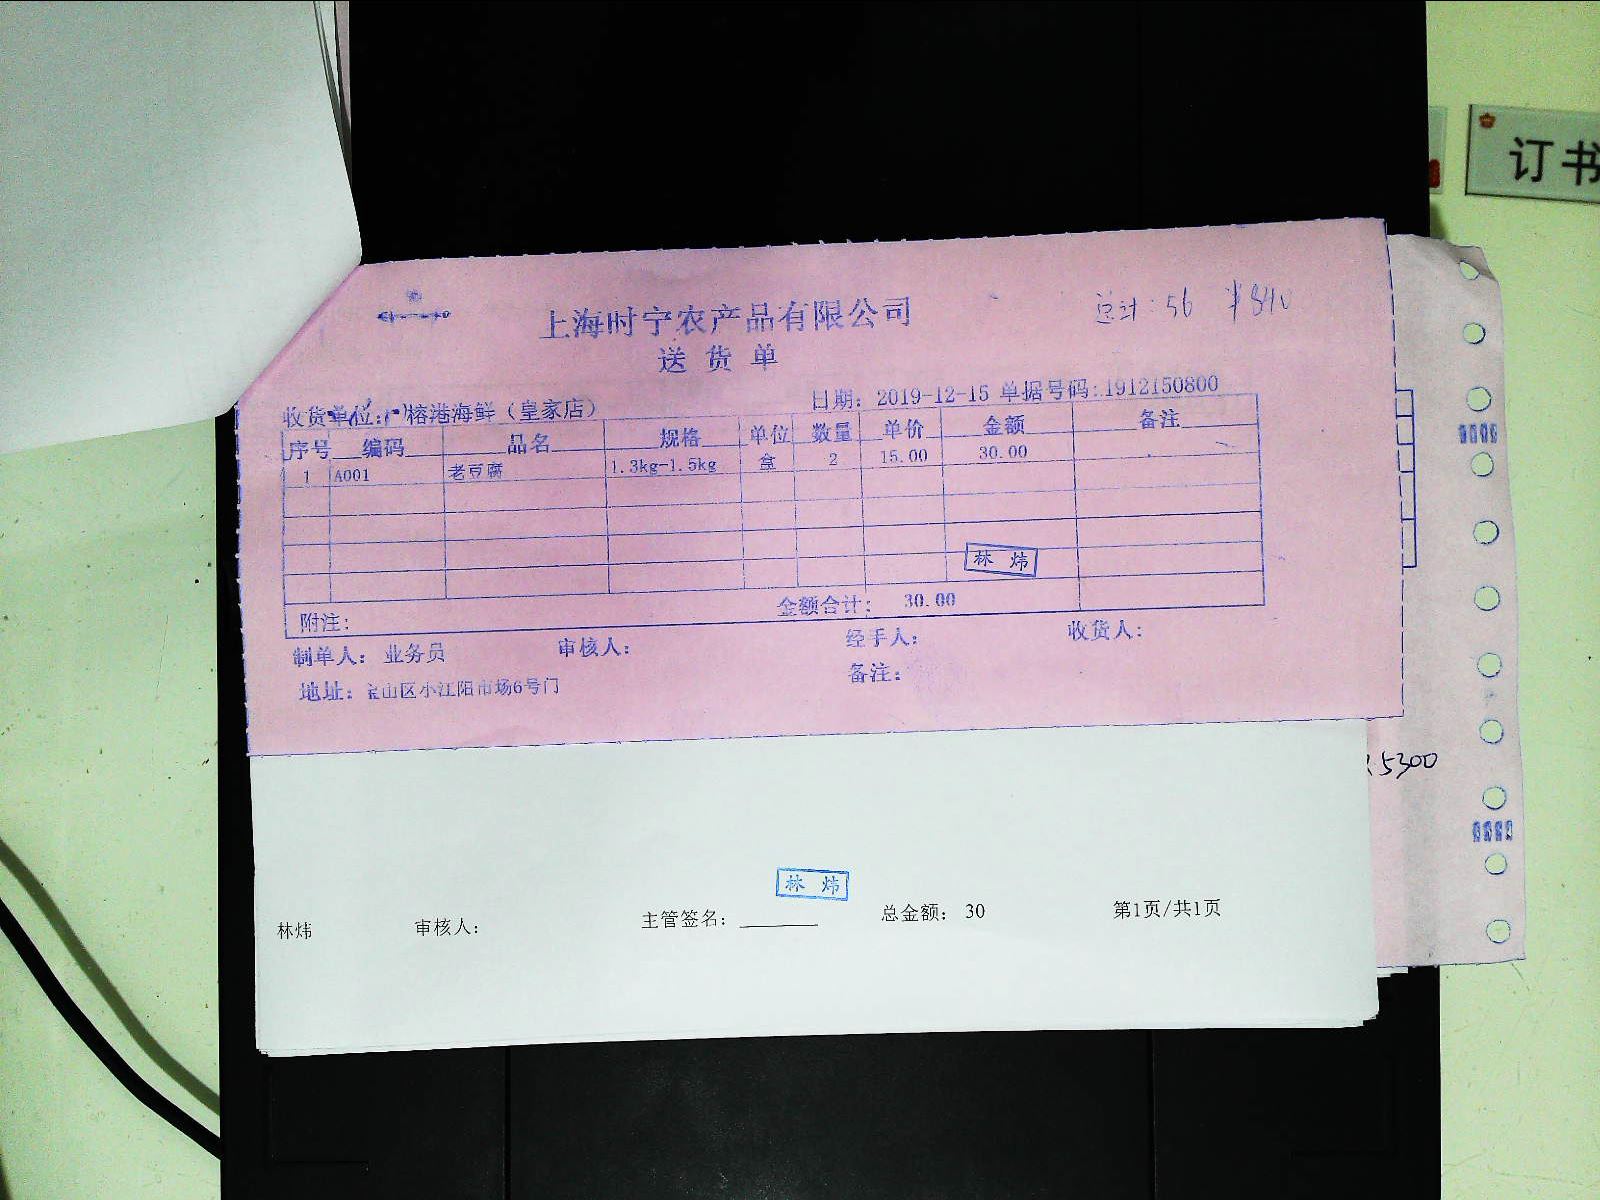 订书
总计:56 ¥840
上海时宁农产品有限公司
送货单
日期: 2019-12-15 单据号码:1912150800
收货单位: 榕港海鲜(皇家店)
序号 编码 品名 规格 单位 数量 单价 金额 备注
1 A001 老豆腐 1.3kg-1.5kg 盒 2 15.00 30.00
林炜
附注: 金额合计: 30.00
制单人: 业务员 审核人: 经手人: 收货人:
地址: 宝山区小江阳市场6号门 备注:
5300
林炜
林炜 审核人: 主管签名: 总金额: 30 第1页/共1页